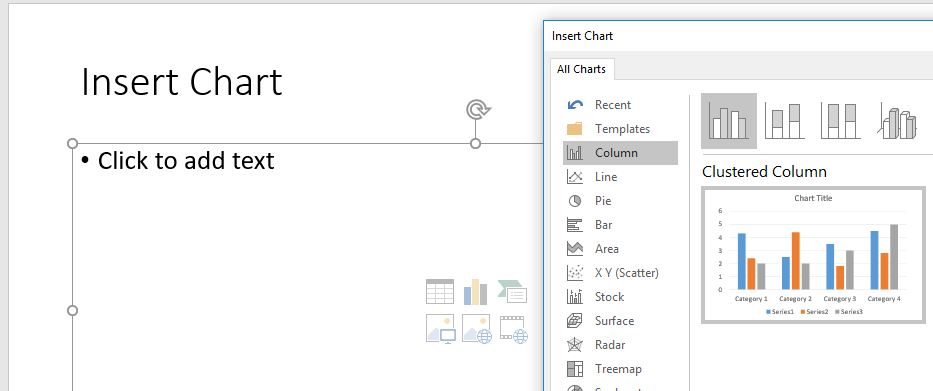 Insert Chart
• Click to add text
Insert Chart
All Charts
Recent
Templates
Column
Line
Pie
Bar
Area
X Y (Scatter)
Stock
Surface
Radar
Treemap
Clustered Column
Chart Title
6
5
4
3
2
1
0
Category 1 Category 2 Category 3 Category 4
Series1 Series2 Series3